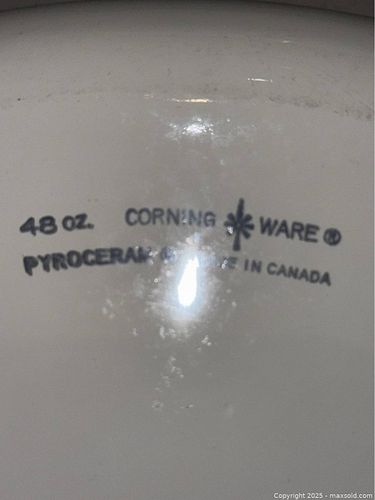 48 OZ. CORNING WARE®
PYROCERAM IN CANADA
Copyright 2025 - maxsold.com